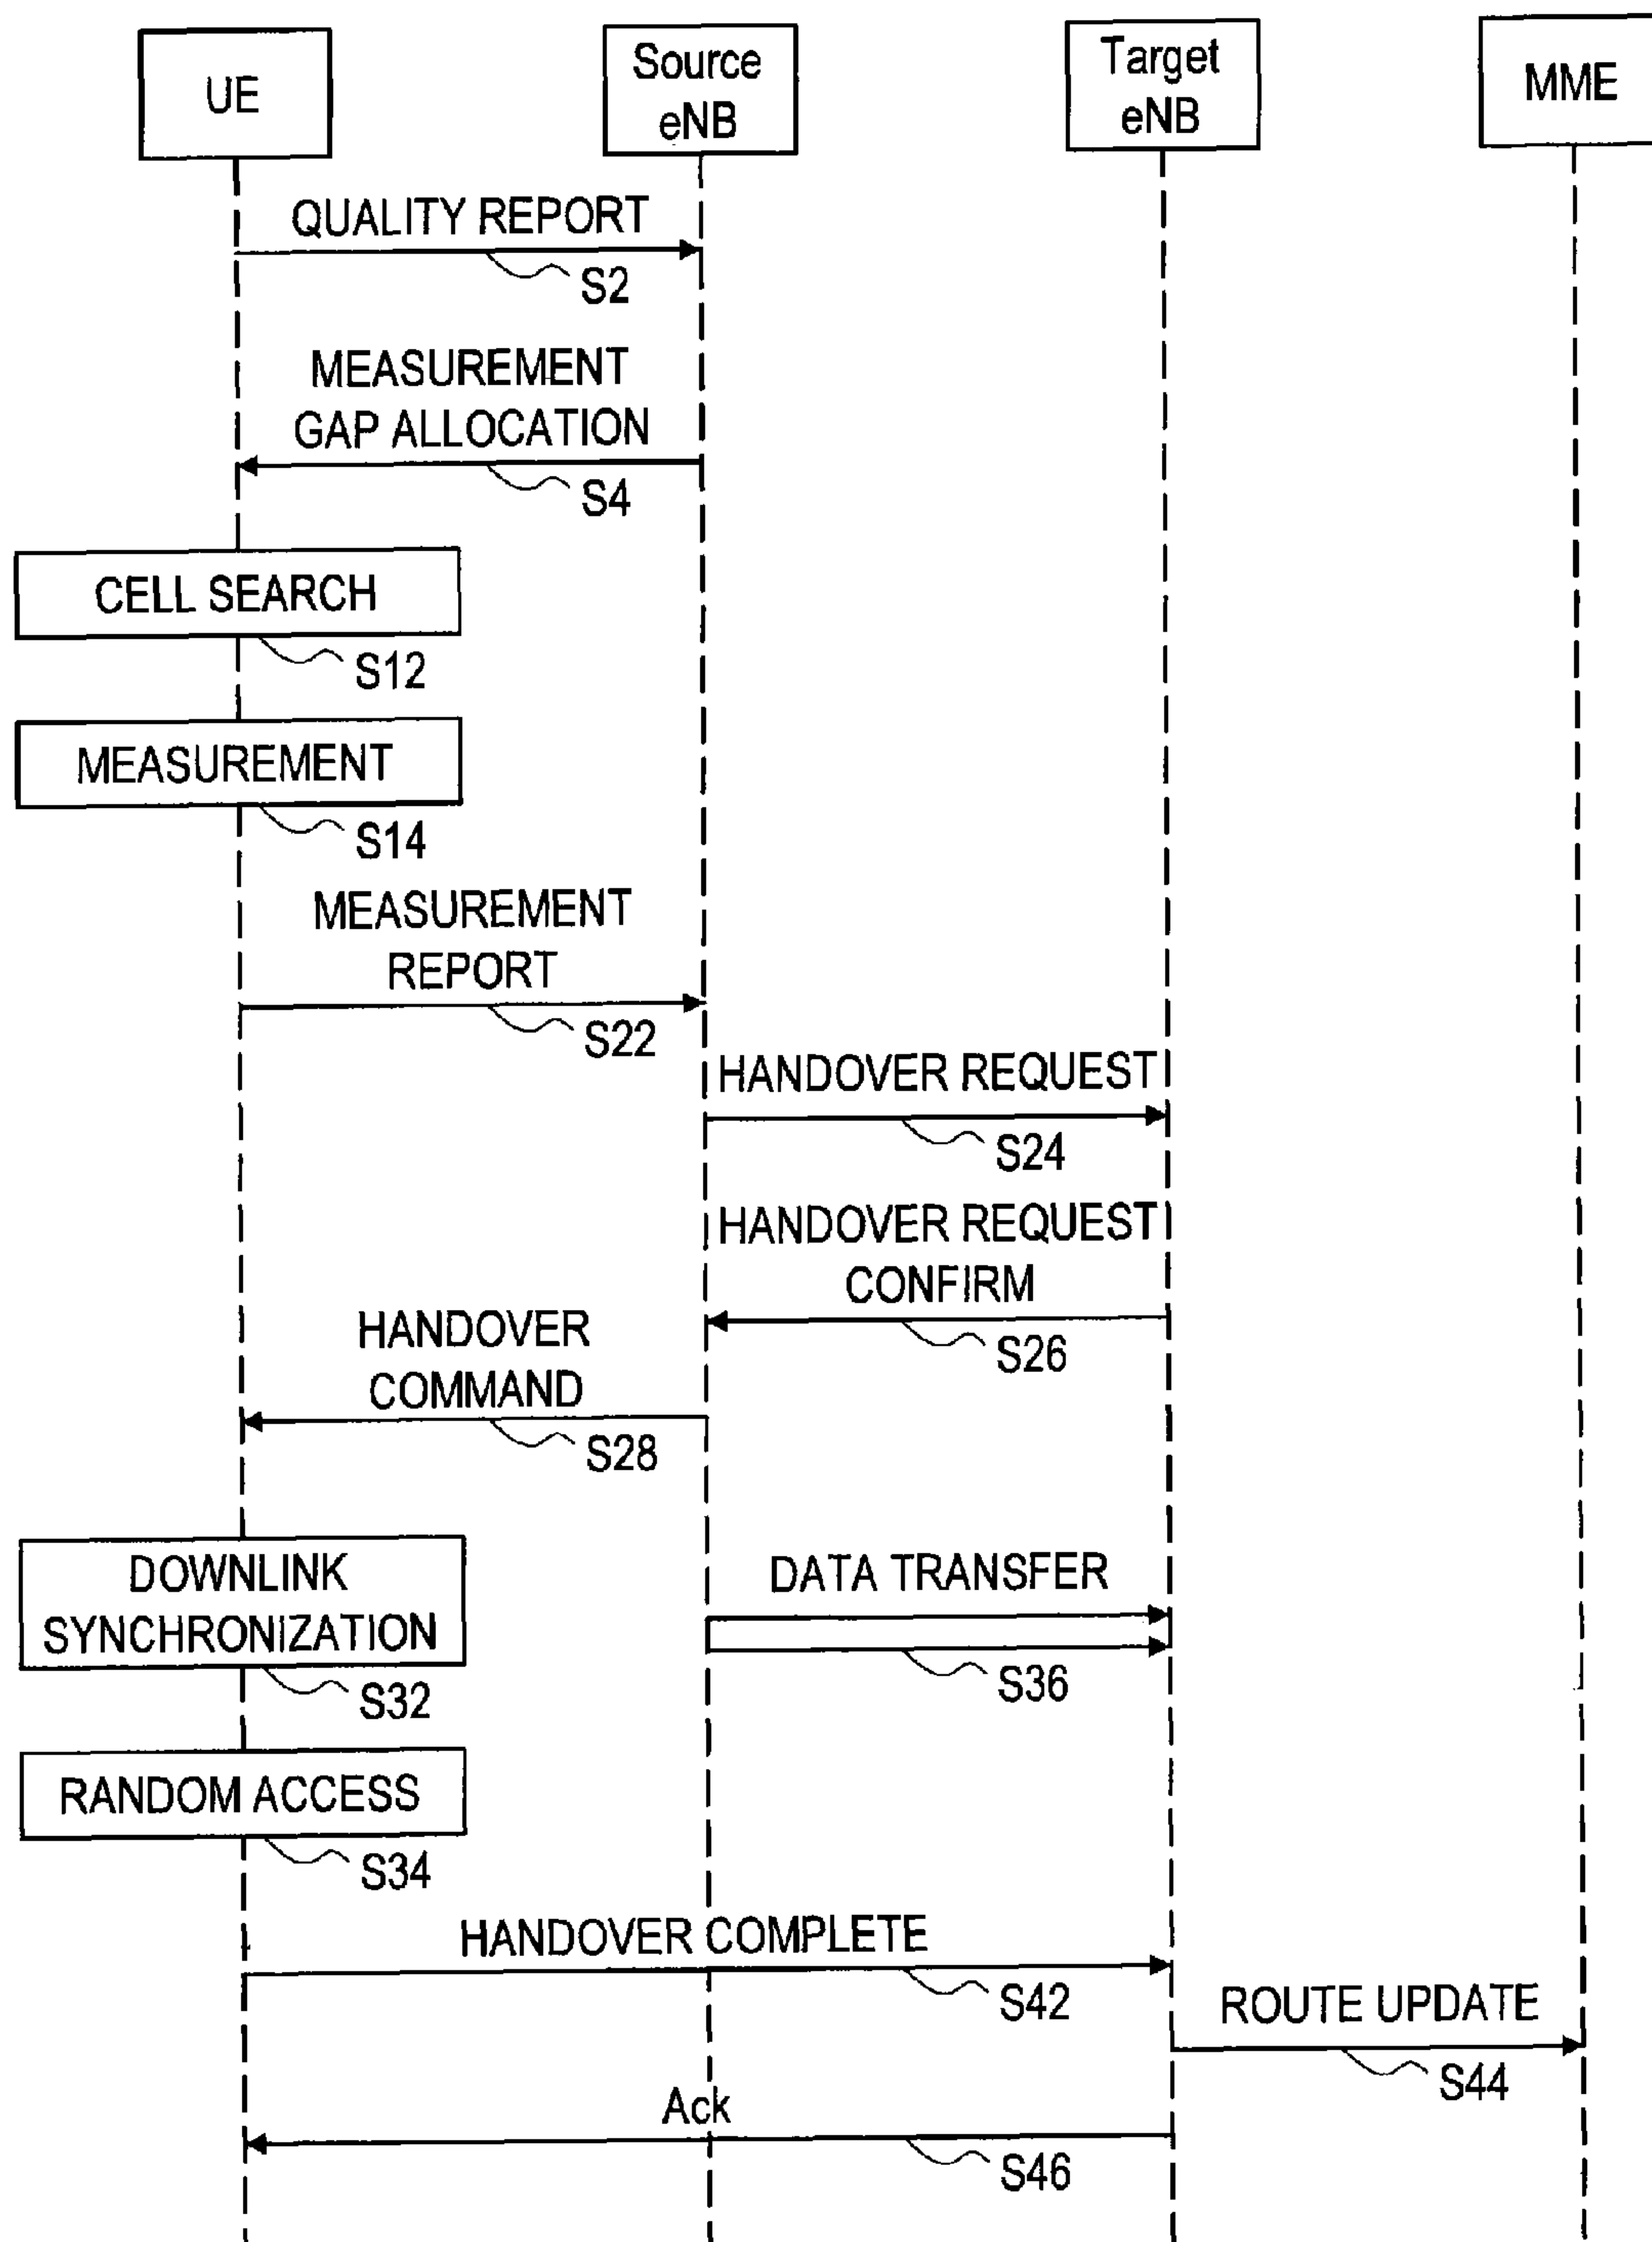 UE
Source
eNB
Target
eNB
MME
QUALITY REPORT
S2
MEASUREMENT
GAP ALLOCATION
S4
CELL SEARCH
S12
MEASUREMENT
S14
MEASUREMENT
REPORT
S22
HANDOVER REQUEST
S24
HANDOVER REQUEST
CONFIRM
S26
HANDOVER
COMMAND
S28
DOWNLINK
SYNCHRONIZATION
S32
DATA TRANSFER
S36
RANDOM ACCESS
S34
HANDOVER COMPLETE
S42
ROUTE UPDATE
S44
Ack
S46